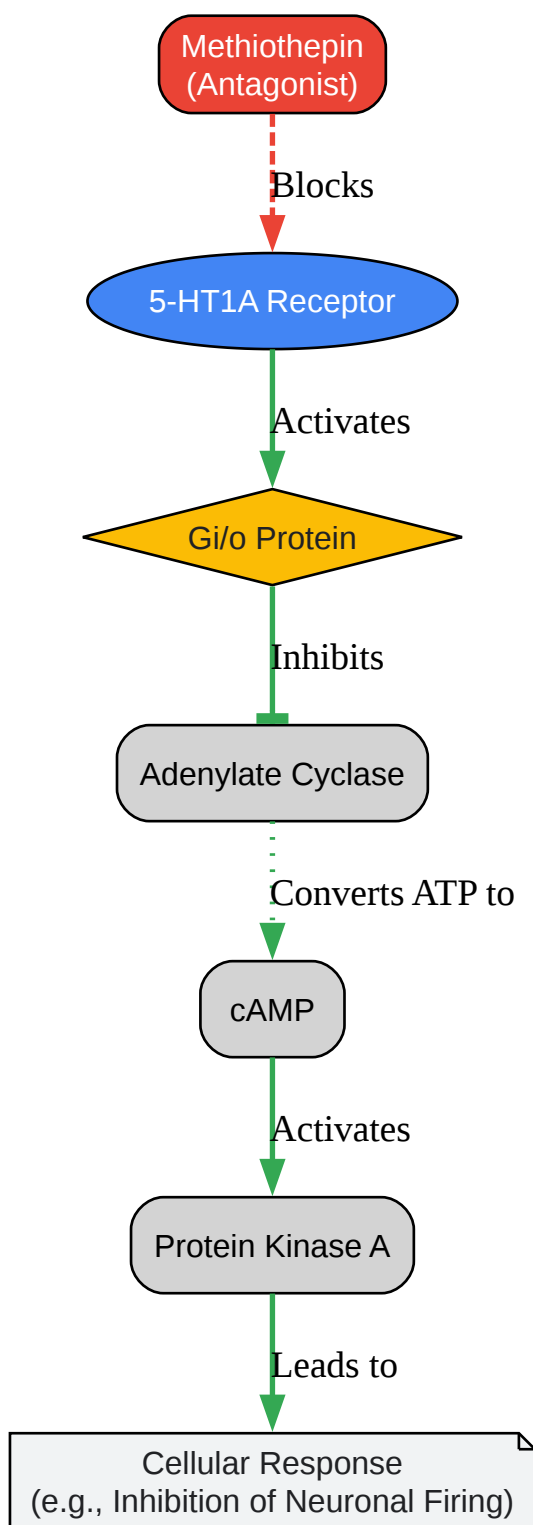 Methiothepin
(Antagonist)
Blocks
5-HT1A Receptor
Activates
Gi/o Protein
Inhibits
Adenylate Cyclase
Converts ATP to
cAMP
Activates
Protein Kinase A
Leads to
Cellular Response
(e.g., Inhibition of Neuronal Firing)